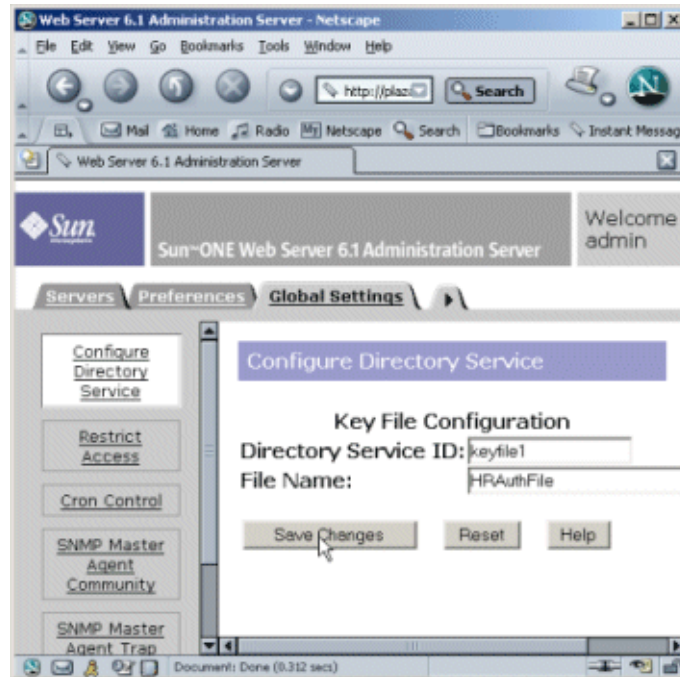 Web Server 6.1 Administration Server - Netscape
File Edit View Go Bookmarks Tools Window Help
http://plaz
Search
Mail Home Radio Netscape Search Bookmarks Instant Messag
Web Server 6.1 Administration Server
Sun
Sun ONE Web Server 6.1 Administration Server
Welcome
admin
Servers Preferences Global Settings
Configure
Directory
Service
Restrict
Access
Cron Control
SNMP Master
Agent
Community
SNMP Master
Agent Trap
Configure Directory Service
Key File Configuration
Directory Service ID: keyfile1
File Name: HRAuthFile
Save Changes Reset Help
Document: Done (0.312 secs)